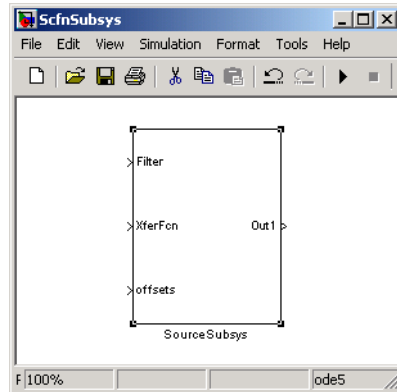 ScfnSubsys
File Edit View Simulation Format Tools Help
Filter
XferFcn Out1
offsets
SourceSubsys
F 100% ode5